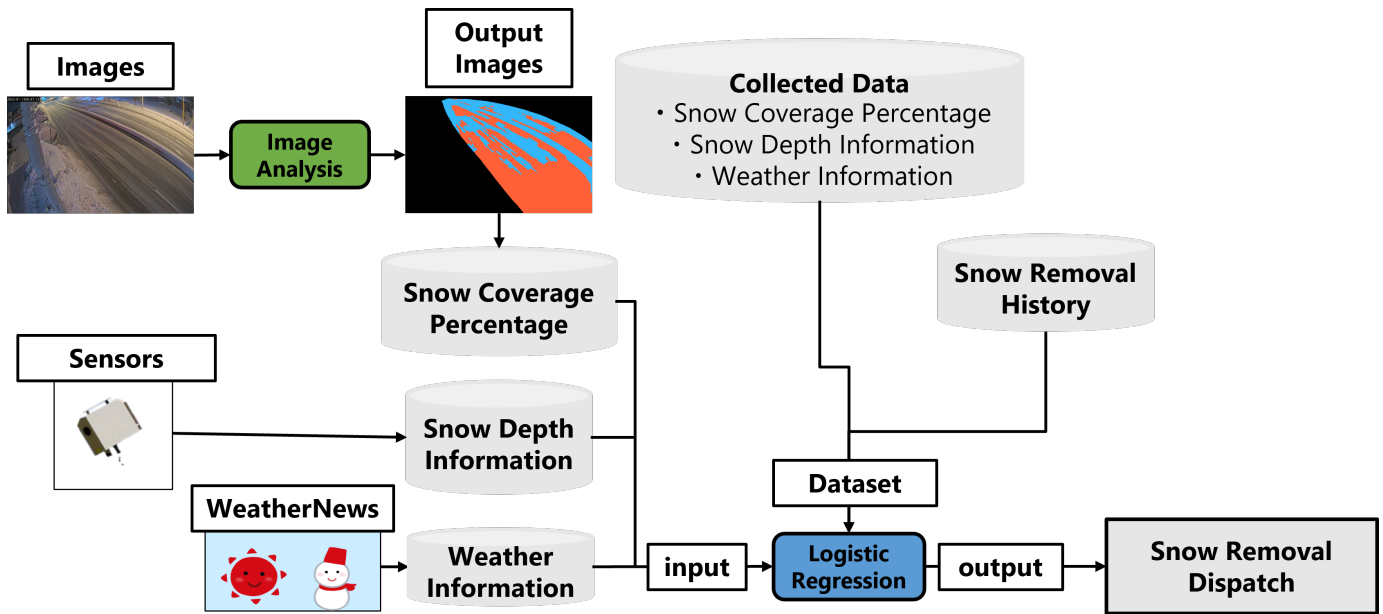 Images
Output
Images
Image
Analysis
Collected Data
・Snow Coverage Percentage
・Snow Depth Information
・Weather Information
Snow Coverage
Percentage
Snow Removal
History
Sensors
Snow Depth
Information
WeatherNews
Weather
Information
Dataset
input
Logistic
Regression
output
Snow Removal
Dispatch